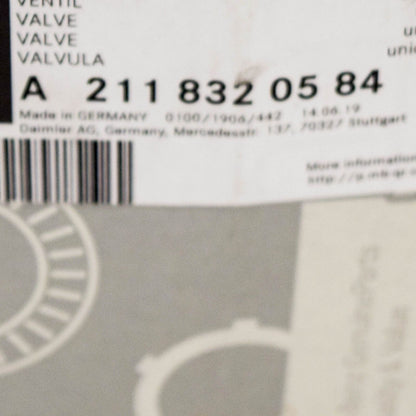 VENTIL
VALVE
VALVE
VALVULA
A 211 832 05 84
Made in GERMANY 0100/1906/442 14.06.19
Daimler AG, Germany, Mercedesstr. 137, 70327 Stuttgart
More information